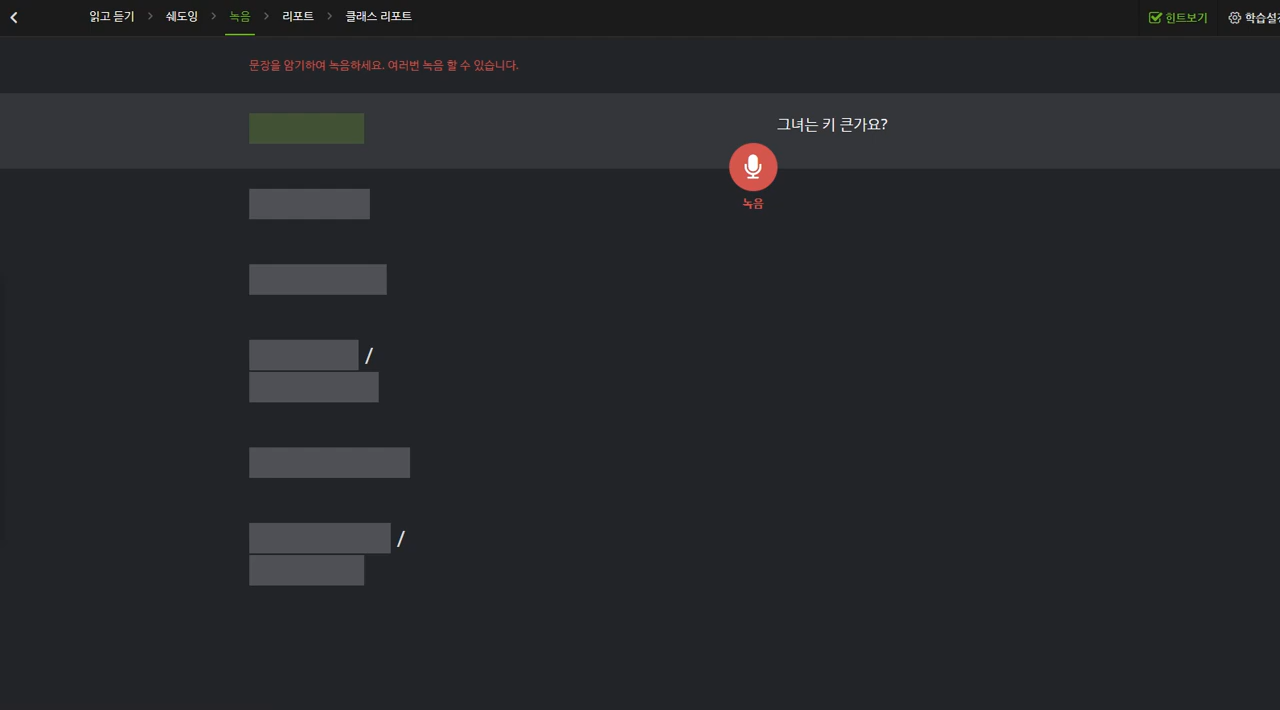 읽고 듣기 > 쉐도잉 > 녹음 > 리포트 > 클래스 리포트
힌트보기
학습설정
문장을 암기하여 녹음하세요. 여러번 녹음 할 수 있습니다.
그녀는 키 큰가요?
녹음
/
/